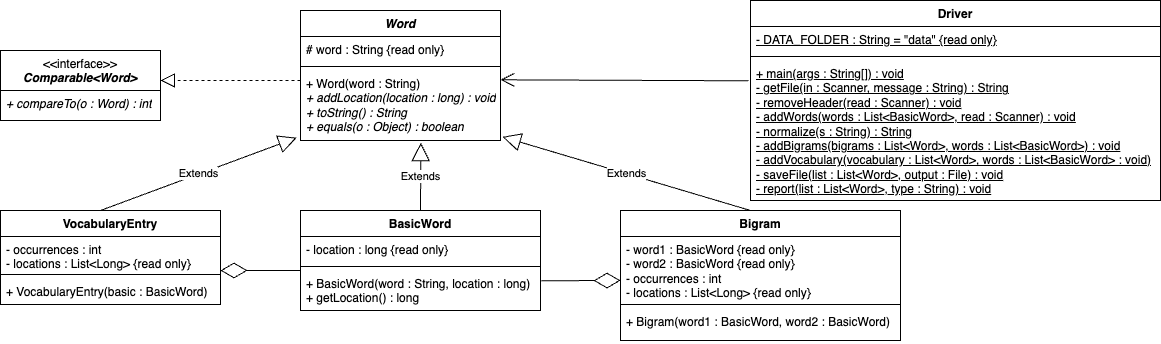 <<interface>>
Comparable<Word>
+ compareTo(o : Word) : int
Word
# word : String {read only}
+ Word(word : String)
+ addLocation(location : long) : void
+ toString() : String
+ equals(o : Object) : boolean
Driver
- DATA_FOLDER : String = "data" {read only}
+ main(args : String[]) : void
- getFile(in : Scanner, message : String) : String
- removeHeader(read : Scanner) : void
- addWords(words : List<BasicWord>, read : Scanner) : void
- normalize(s : String) : String
- addBigrams(bigrams : List<Word>, words : List<BasicWord>) : void
- addVocabulary(vocabulary : List<Word>, words : List<BasicWord> : void)
- saveFile(list : List<Word>, output : File) : void
- report(list : List<Word>, type : String) : void
Extends
Extends
Extends
VocabularyEntry
- occurrences : int
- locations : List<Long> {read only}
+ VocabularyEntry(basic : BasicWord)
BasicWord
- location : long {read only}
+ BasicWord(word : String, location : long)
+ getLocation() : long
Bigram
- word1 : BasicWord {read only}
- word2 : BasicWord {read only}
- occurrences : int
- locations : List<Long> {read only}
+ Bigram(word1 : BasicWord, word2 : BasicWord)